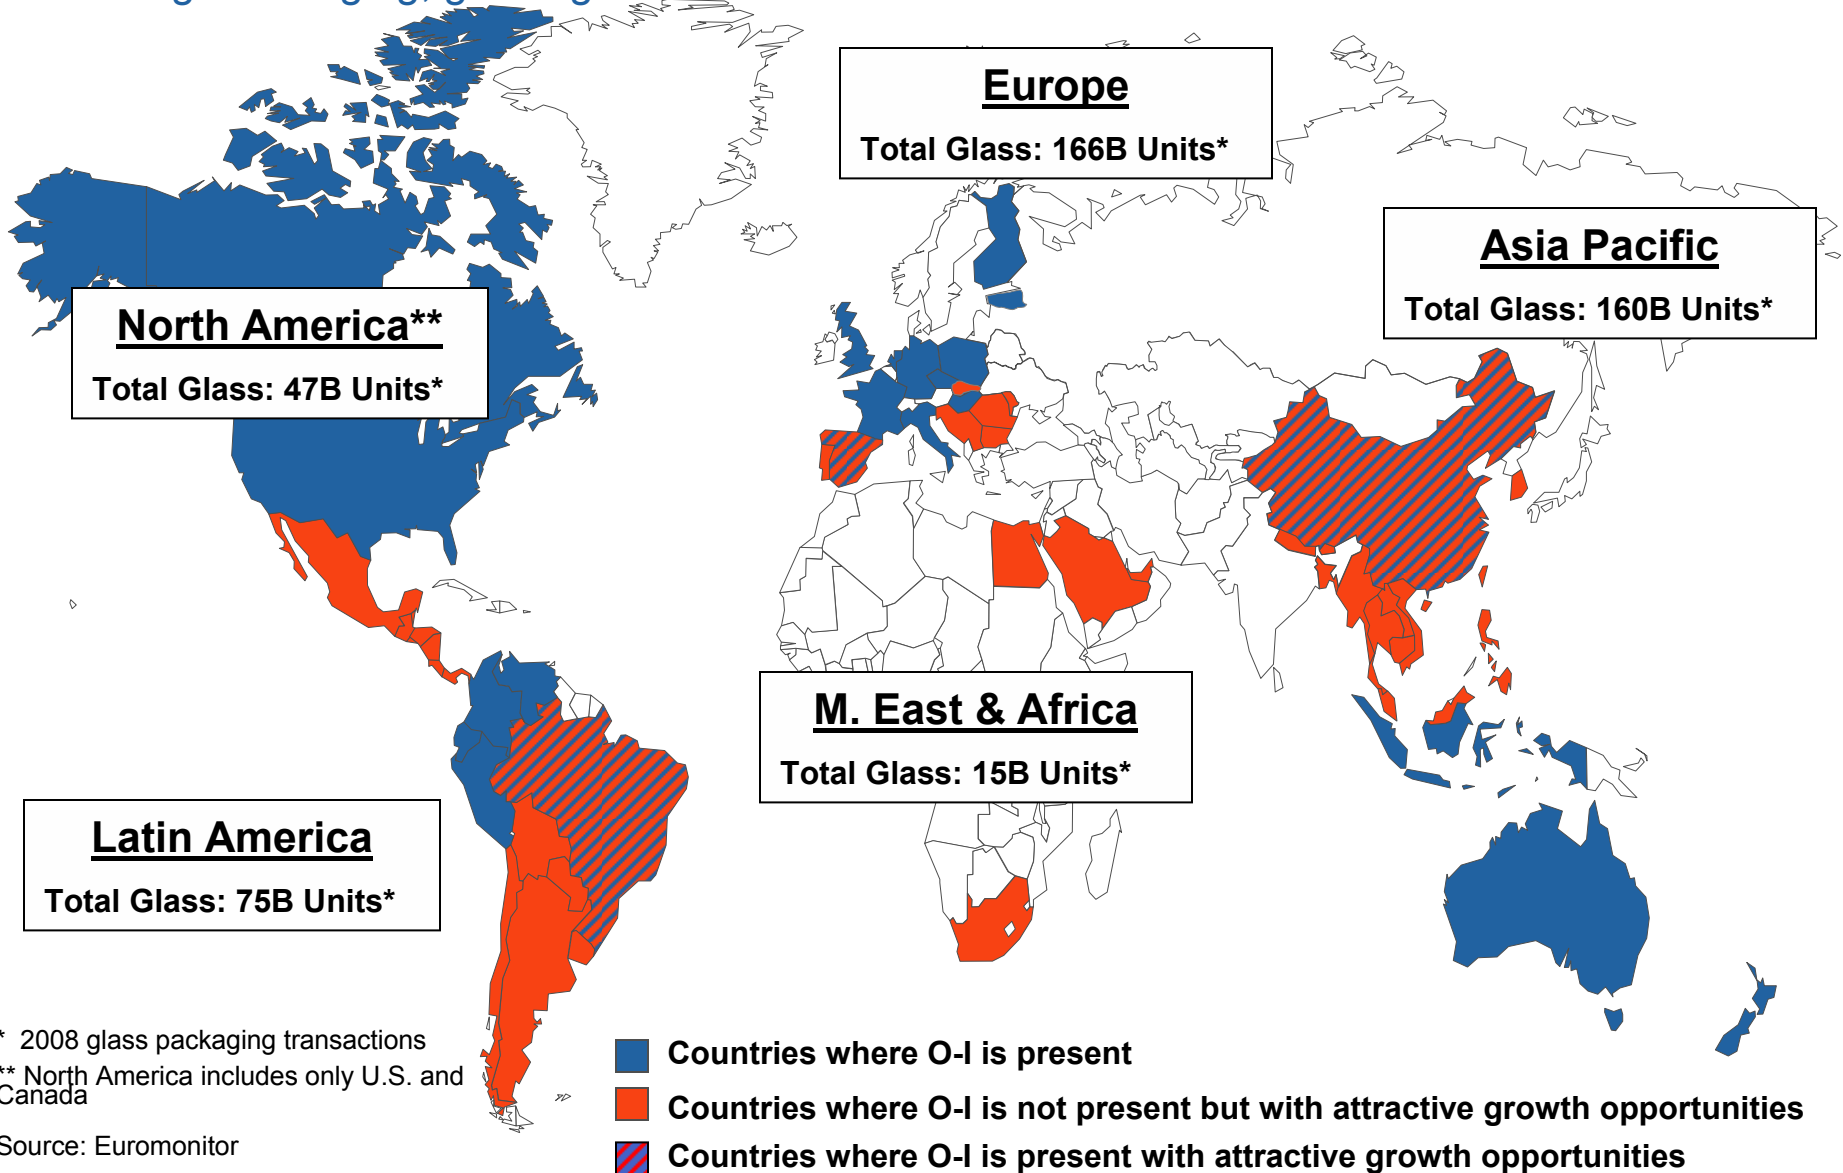 Europe
Total Glass: 166B Units*
Asia Pacific
Total Glass: 160B Units*
North America**
Total Glass: 47B Units*
M. East & Africa
Total Glass: 15B Units*
Latin America
Total Glass: 75B Units*
* 2008 glass packaging transactions
** North America includes only U.S. and
Canada
Source: Euromonitor
Countries where O-I is present
Countries where O-I is not present but with attractive growth opportunities
Countries where O-I is present with attractive growth opportunities